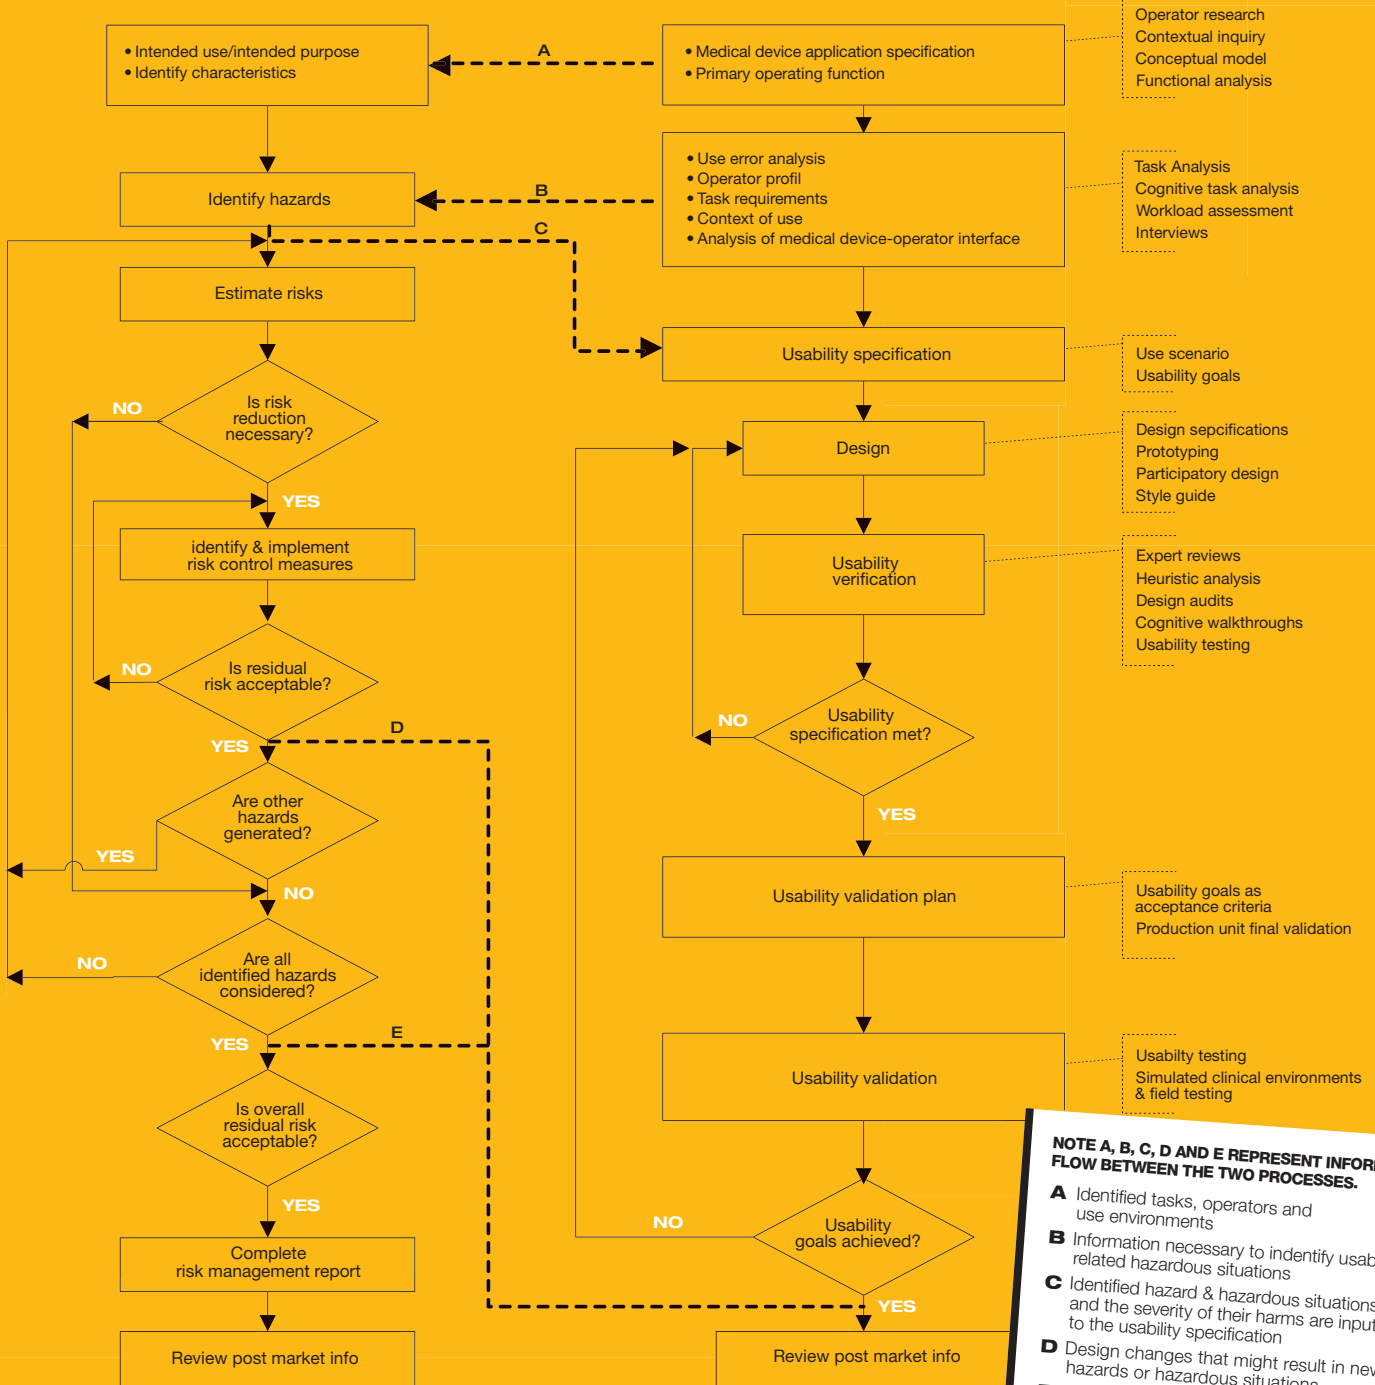 • Intended use/intended purpose
• Identify characteristics
A
• Medical device application specification
• Primary operating function
Operator research
Contextual inquiry
Conceptual model
Functional analysis
Identify hazards
B
C
• Use error analysis
• Operator profil
• Task requirements
• Context of use
• Analysis of medical device-operator interface
Task Analysis
Cognitive task analysis
Workload assessment
Interviews
Estimate risks
Usability specification
Use scenario
Usability goals
NO
Is risk
reduction
necessary?
YES
Design
Design sepcifications
Prototyping
Participatory design
Style guide
identify & implement
risk control measures
Usability
verification
Expert reviews
Heuristic analysis
Design audits
Cognitive walkthroughs
Usability testing
NO
Is residual
risk acceptable?
YES
D
NO
Usability
specification met?
YES
Are other
hazards
generated?
YES
NO
Usability validation plan
Usability goals as
acceptance criteria
Production unit final validation
NO
Are all
identified hazards
considered?
YES
E
Usability validation
Usabilty testing
Simulated clinical environments
& field testing
Is overall
residual risk
acceptable?
YES
NO
Usability
goals achieved?
YES
Complete
risk management report
Review post market info
Review post market info
NOTE A, B, C, D AND E REPRESENT
FLOW BETWEEN THE TWO PROCESSES.
A Identified tasks, operators and
use environments
B Information necessary to indentify
related hazardous situations
C Identified hazard & hazardous situations
and the severity of their harms are input
to the usability specification
D Design changes that might result in new
hazards or hazardous situations